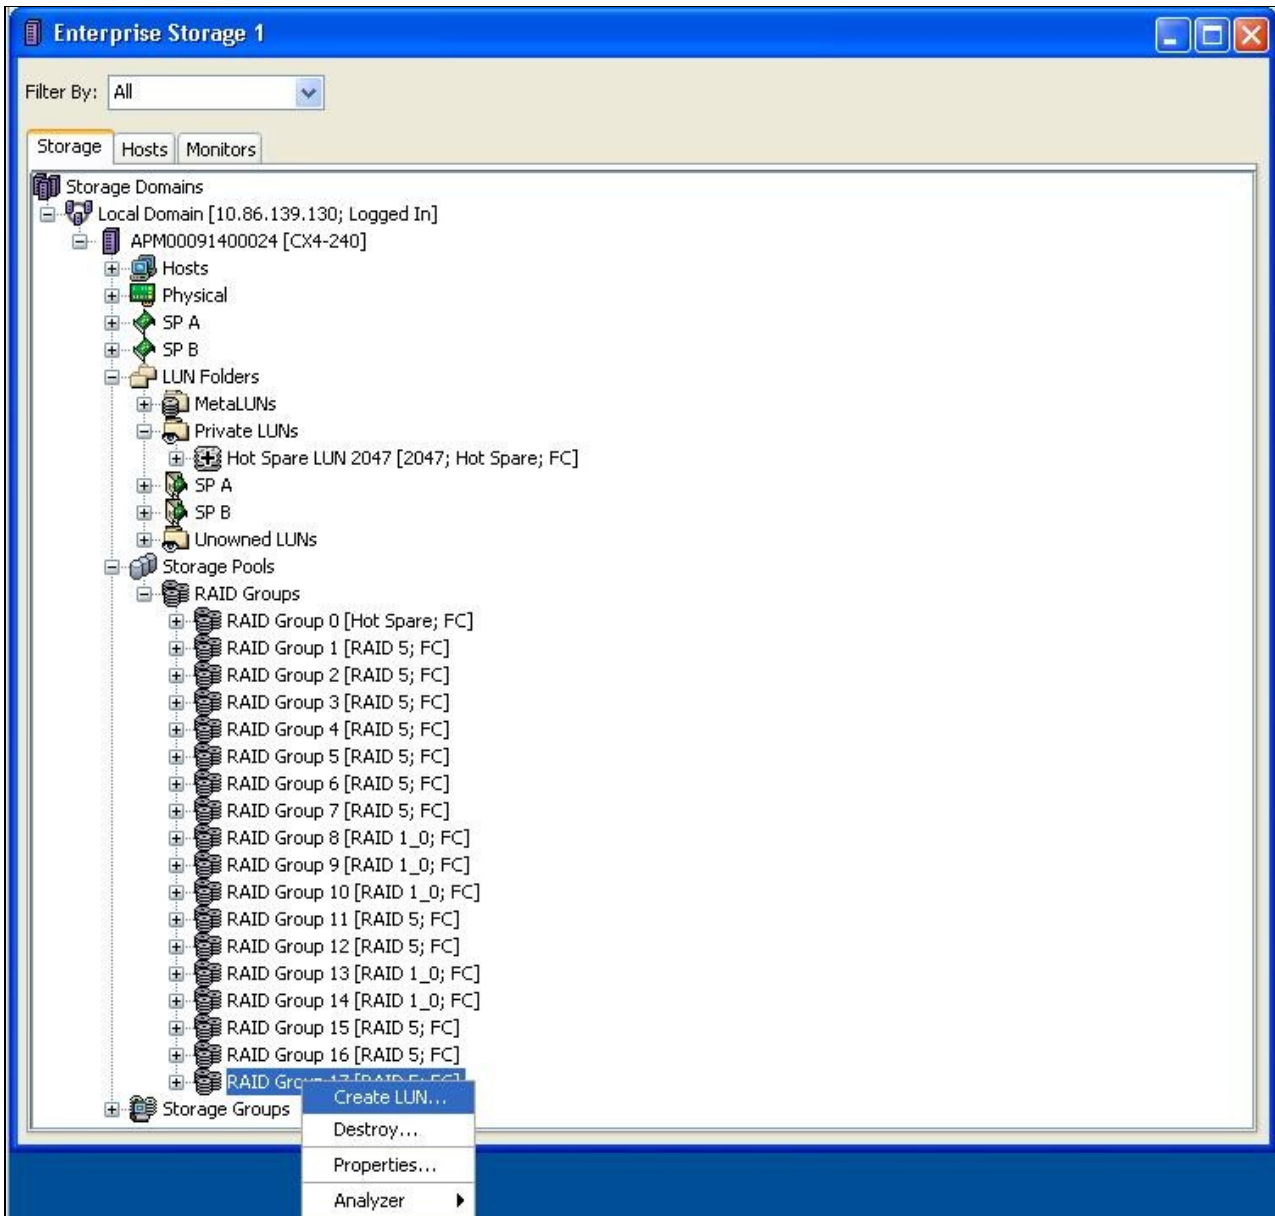 Enterprise Storage 1
Filter By: All
Storage Hosts Monitors
Storage Domains
Local Domain [10.86.139.130; Logged In]
APM00091400024 [CX4-240]
Hosts
Physical
SP A
SP B
LUN Folders
MetaLUNs
Private LUNs
Hot Spare LUN 2047 [2047; Hot Spare; FC]
SP A
SP B
Unowned LUNs
Storage Pools
RAID Groups
RAID Group 0 [Hot Spare; FC]
RAID Group 1 [RAID 5; FC]
RAID Group 2 [RAID 5; FC]
RAID Group 3 [RAID 5; FC]
RAID Group 4 [RAID 5; FC]
RAID Group 5 [RAID 5; FC]
RAID Group 6 [RAID 5; FC]
RAID Group 7 [RAID 5; FC]
RAID Group 8 [RAID 1_0; FC]
RAID Group 9 [RAID 1_0; FC]
RAID Group 10 [RAID 1_0; FC]
RAID Group 11 [RAID 5; FC]
RAID Group 12 [RAID 5; FC]
RAID Group 13 [RAID 1_0; FC]
RAID Group 14 [RAID 1_0; FC]
RAID Group 15 [RAID 5; FC]
RAID Group 16 [RAID 5; FC]
RAID Group 17 [RAID 5; FC]
Create LUN...
Storage Groups
Destroy...
Properties...
Analyzer